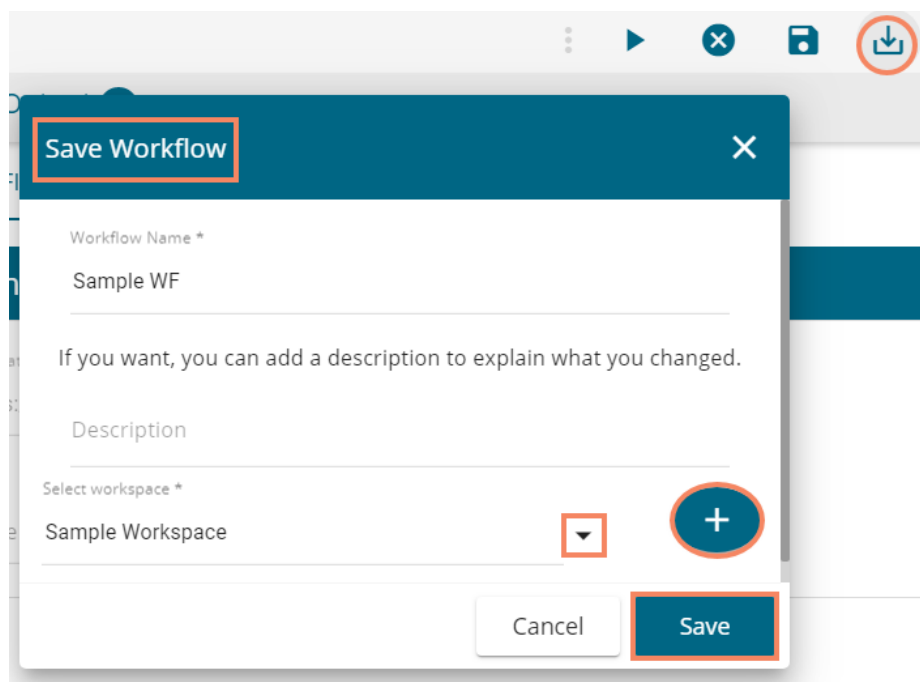 Save Workflow
Workflow Name *
Sample WF
If you want, you can add a description to explain what you changed.
Description
Select workspace *
Sample Workspace
Cancel
Save